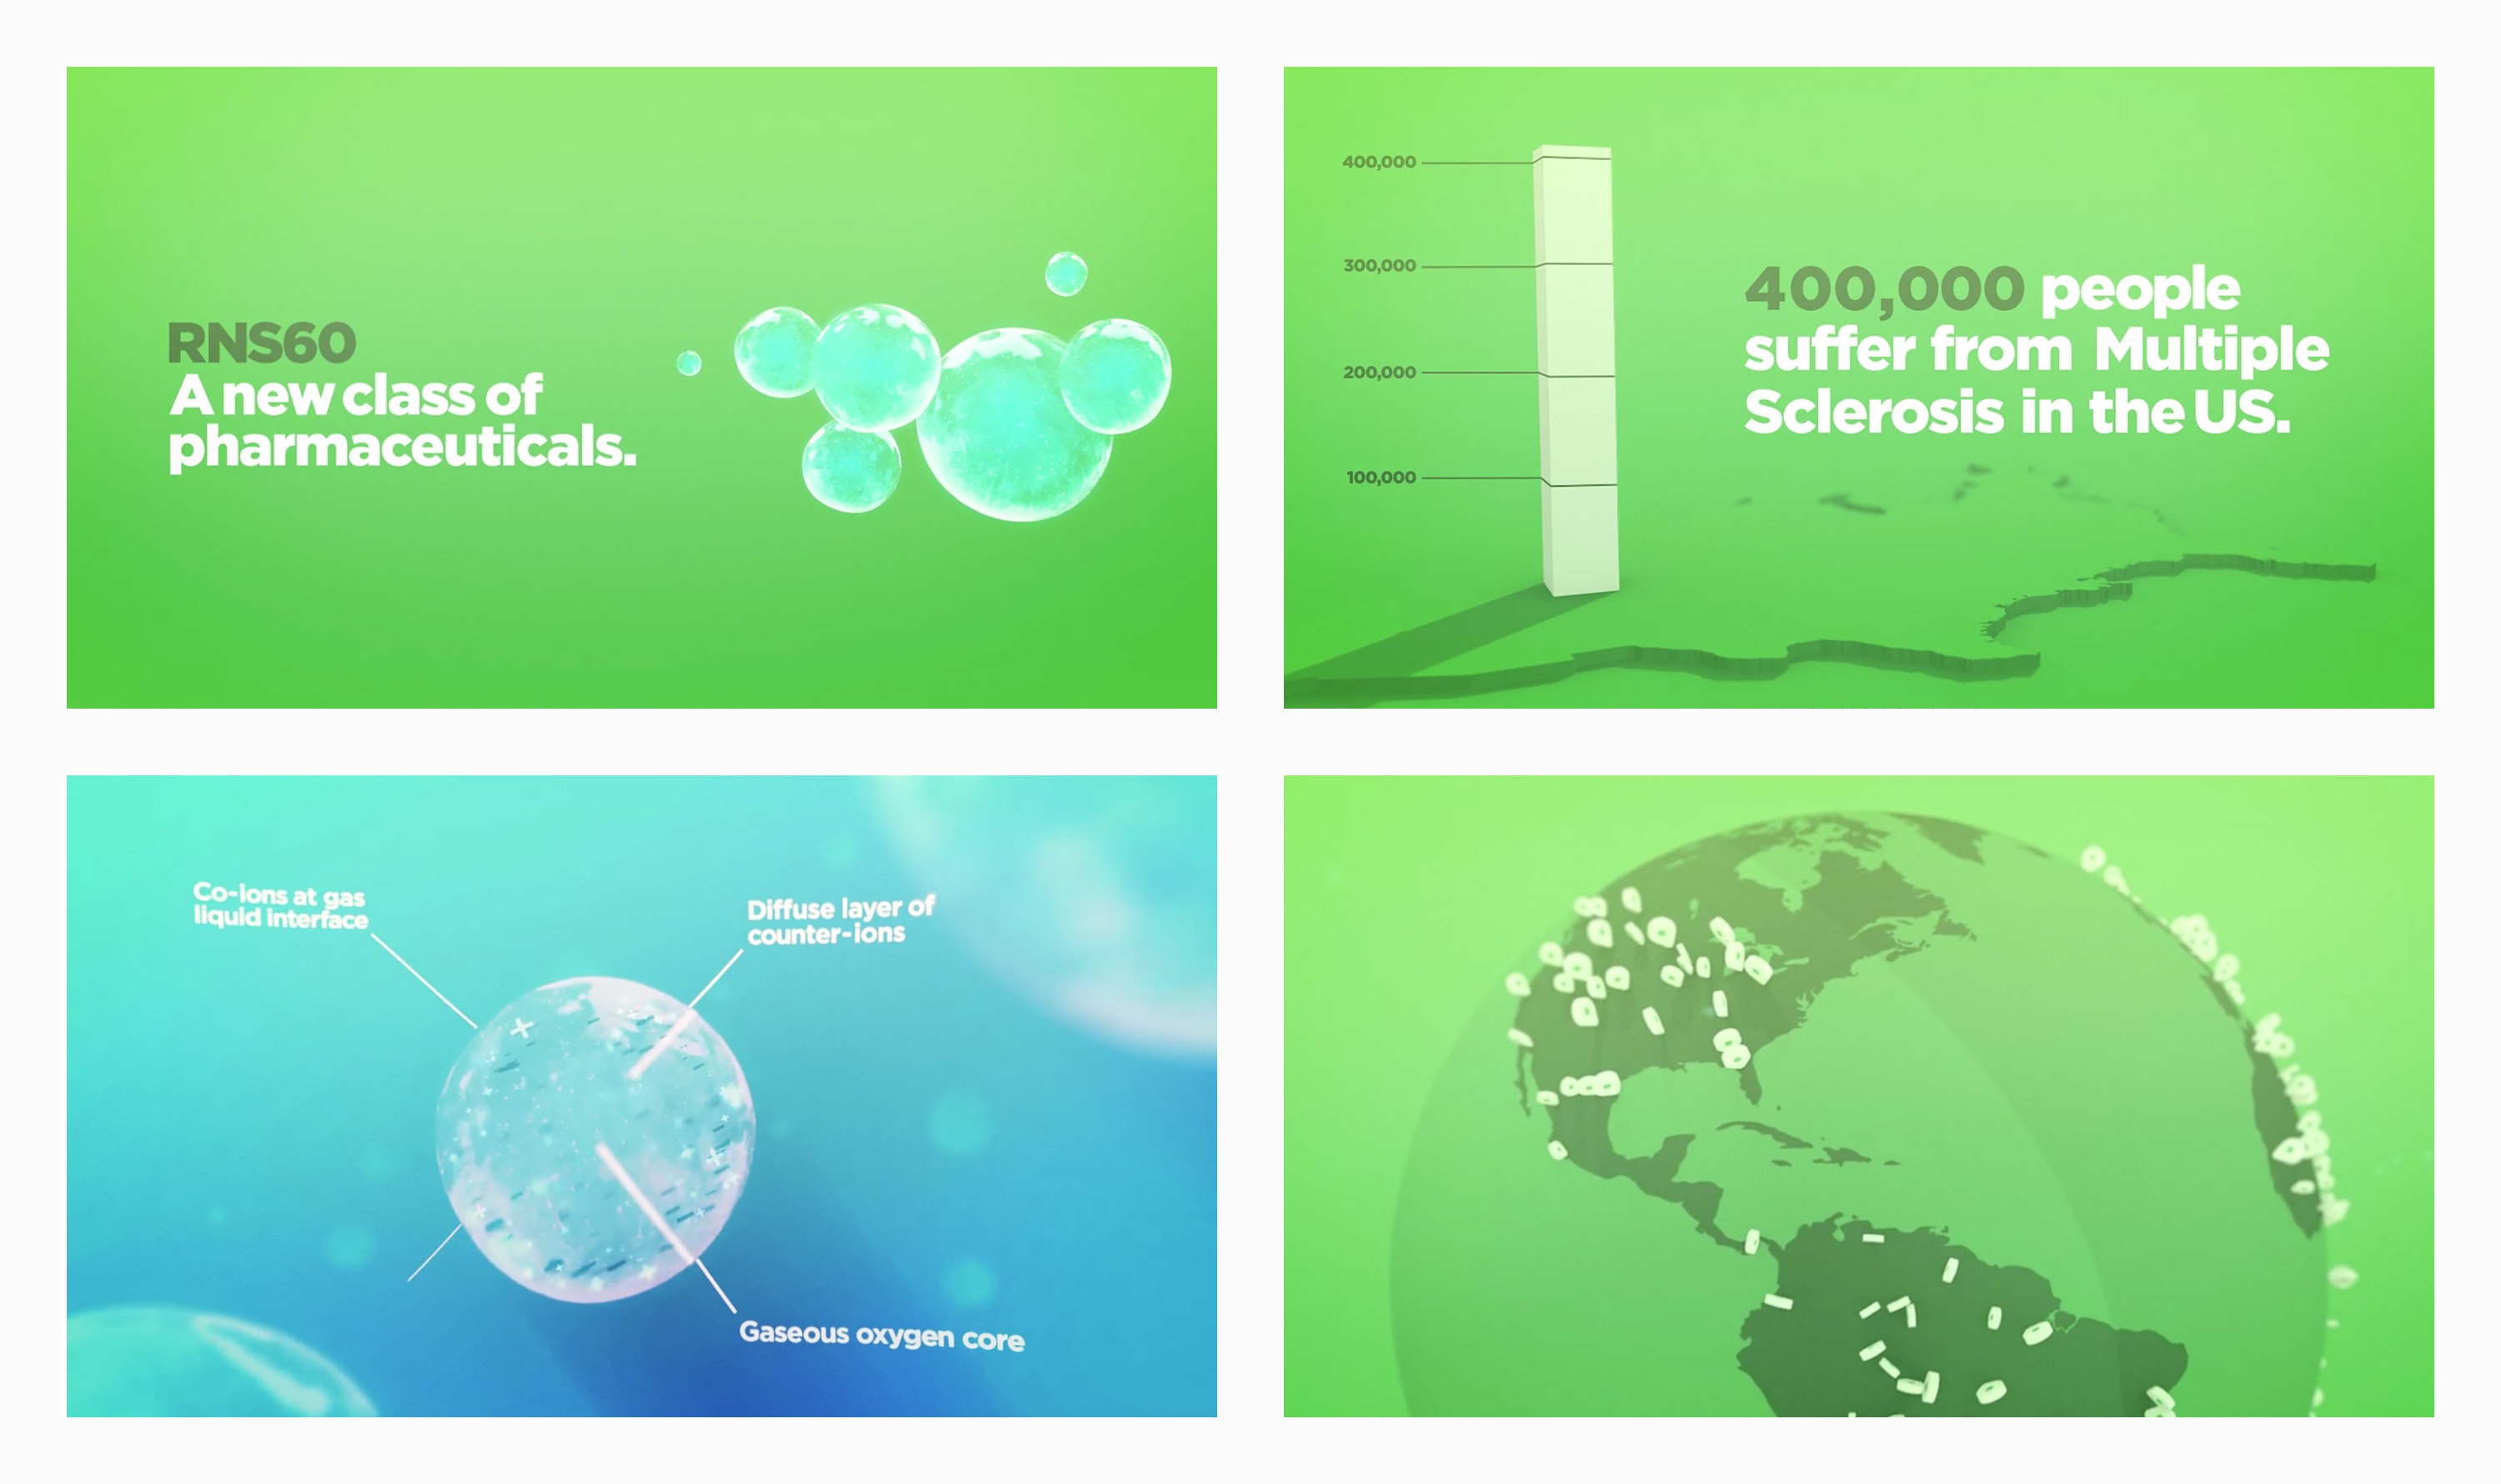 RNS60
A new class of
pharmaceuticals.
400,000
300,000
200,000
100,000
400,000 people
suffer from Multiple
Sclerosis in the US.
Co-ions at gas
liquid interface
Diffuse layer of
counter-ions
Gaseous oxygen core